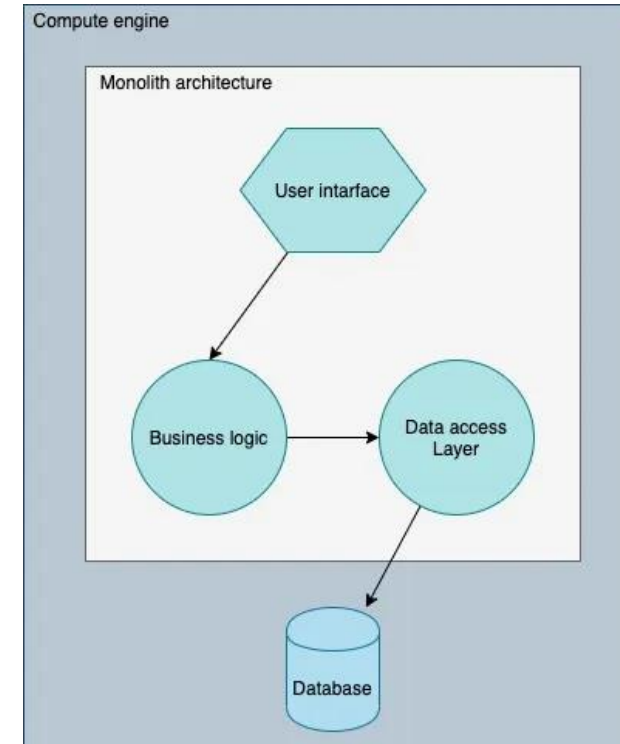 Compute engine
Monolith architecture
User intarface
Business logic
Data access
Layer
Database